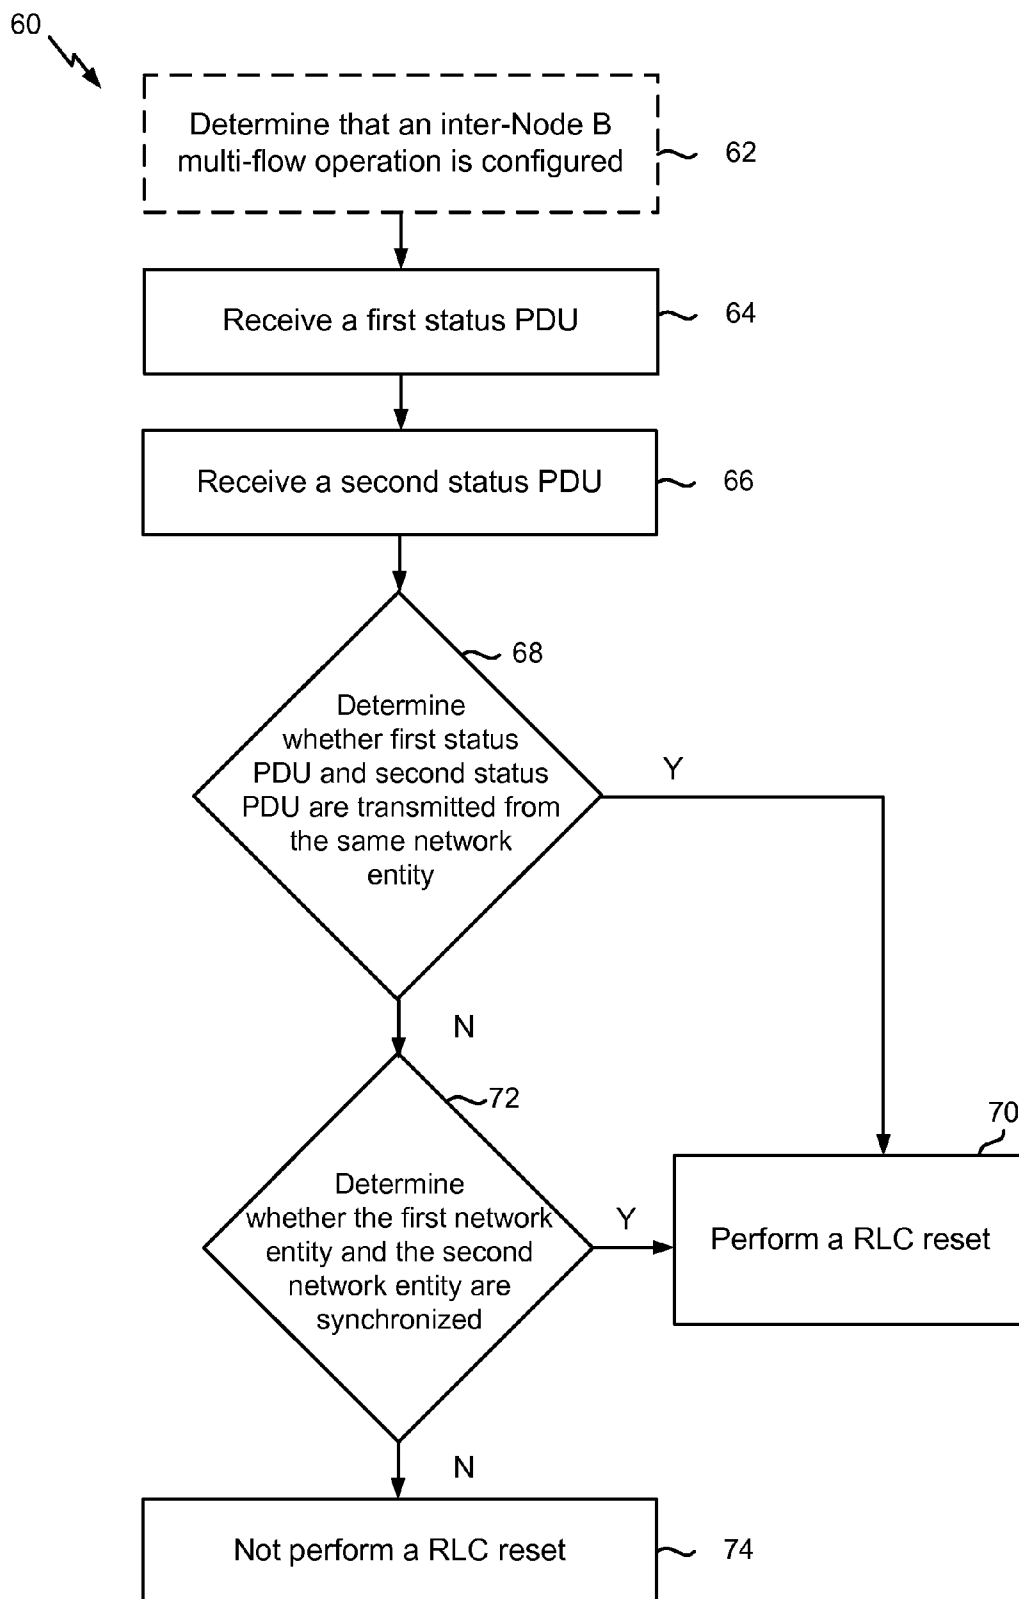 60
Determine that an inter-Node B
multi-flow operation is configured
62
Receive a first status PDU
64
Receive a second status PDU
66
68
Determine
whether first status
PDU and second status
PDU are transmitted from
the same network
entity
Y
N
72
Determine
whether the first network
entity and the second
network entity are
synchronized
Y
70
Perform a RLC reset
N
Not perform a RLC reset
74